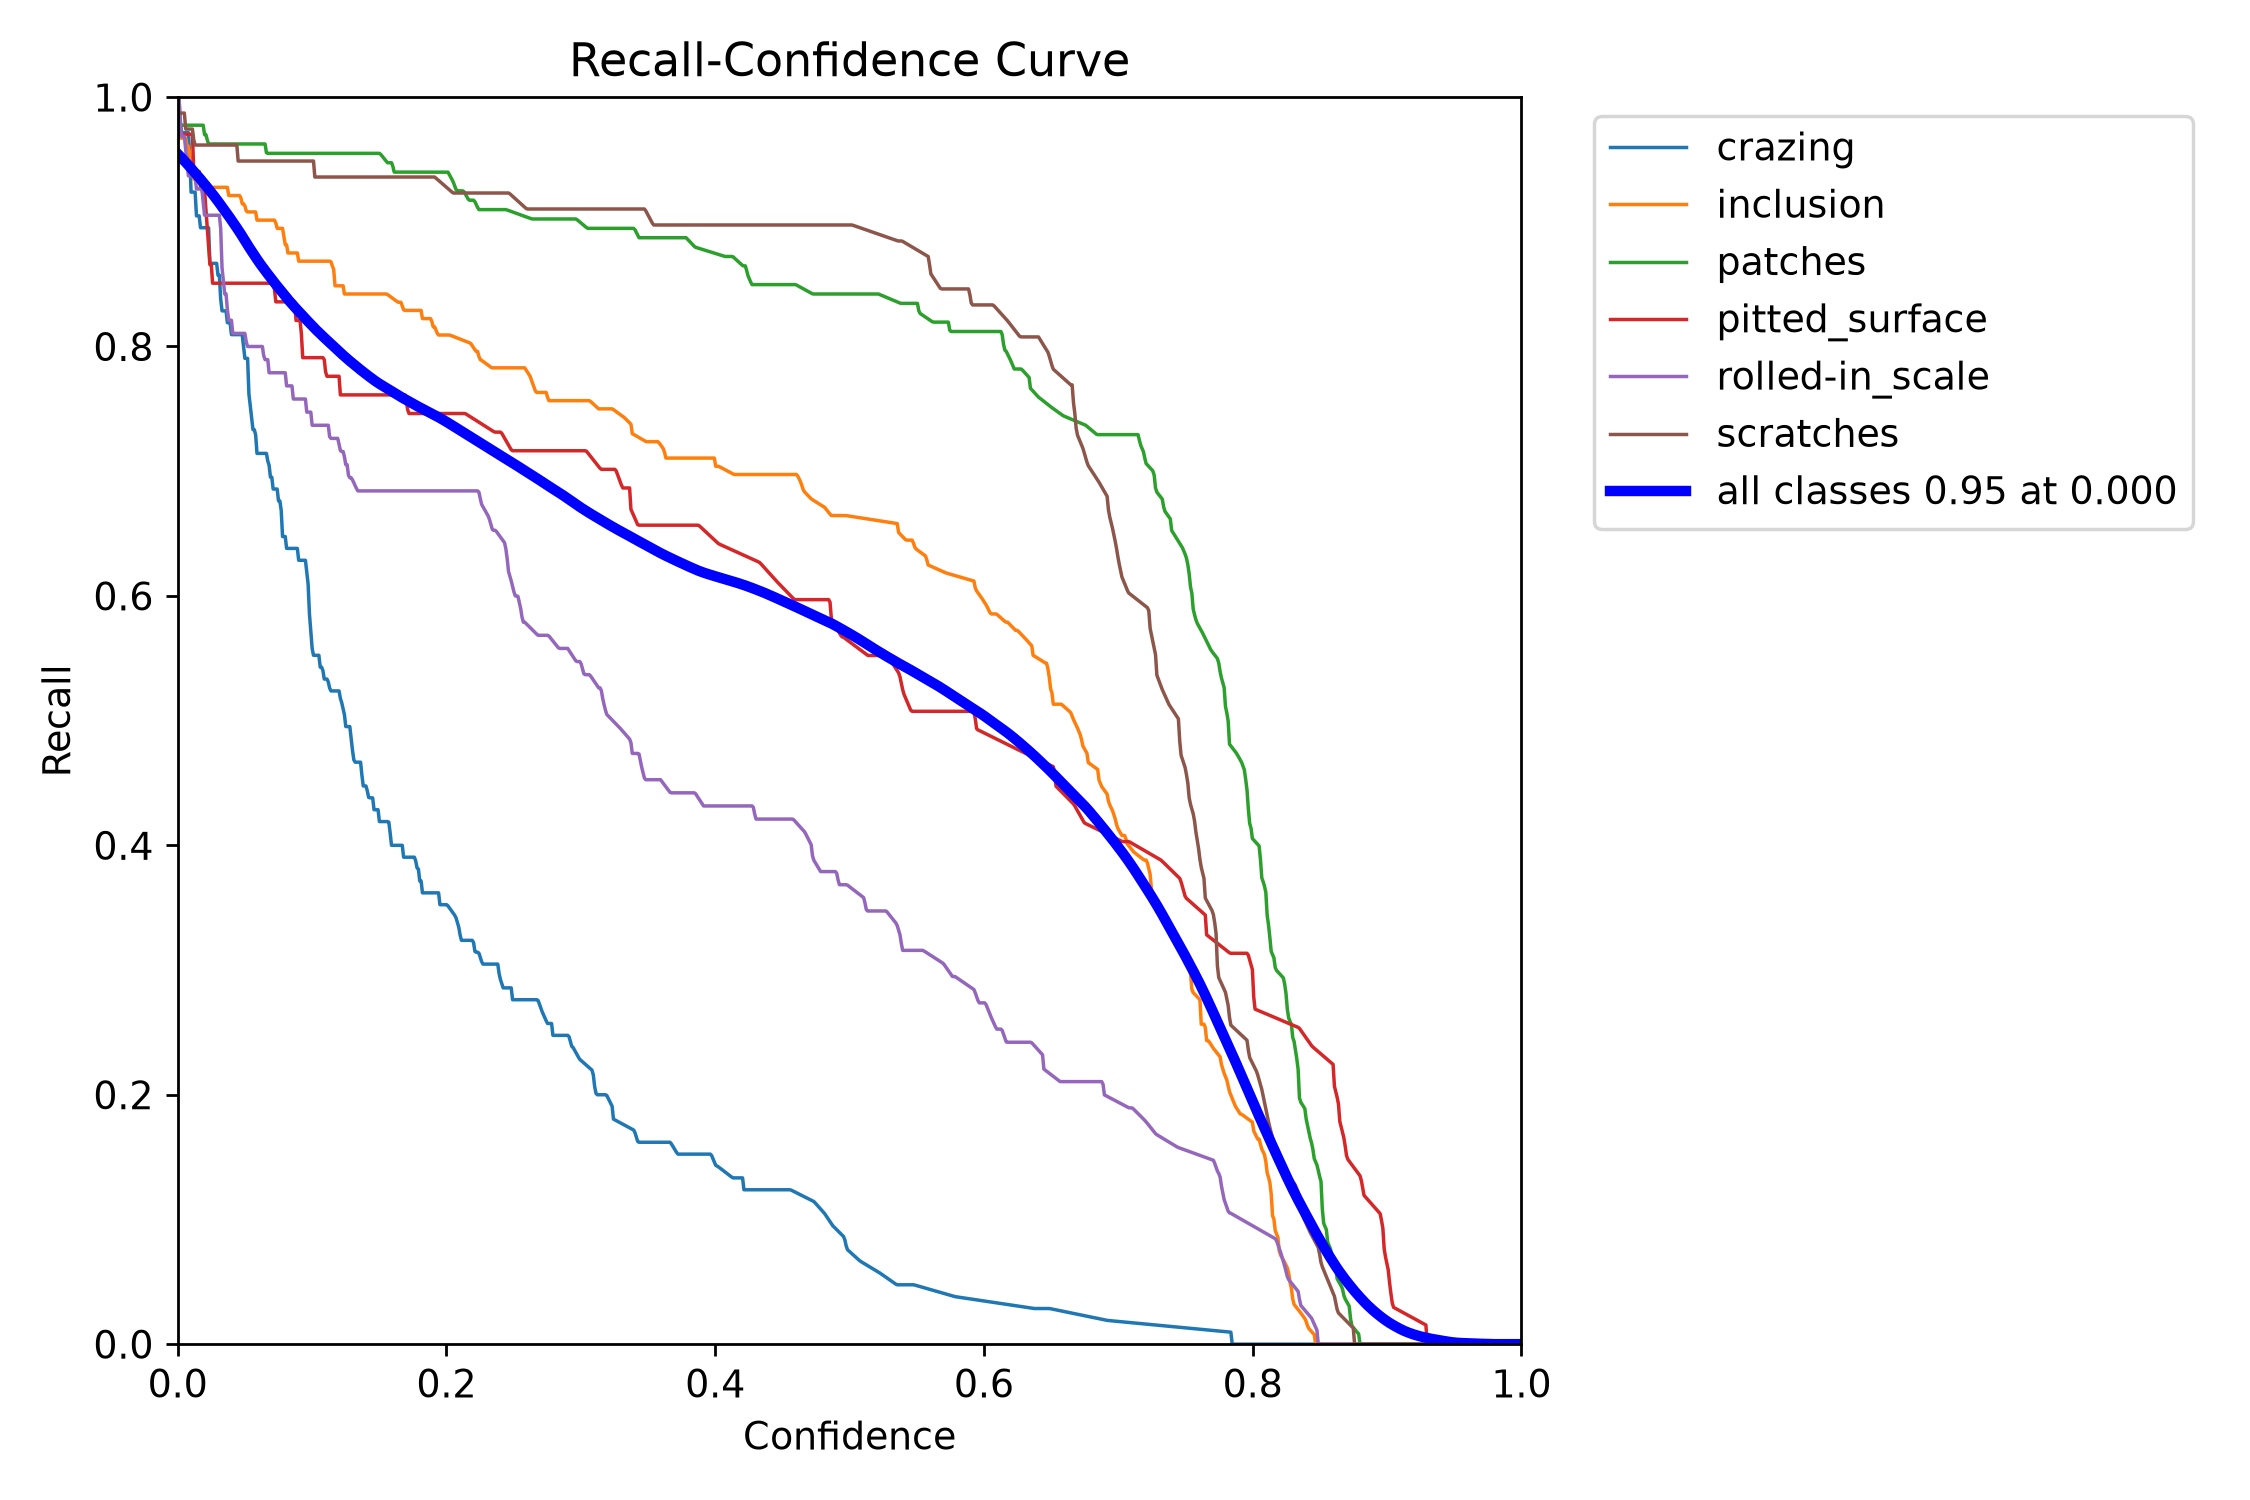 Recall-Confidence Curve
1.0
0.8
0.6
0.4
0.2
0.0
Recall
0.0 0.2 0.4 0.6 0.8 1.0
Confidence
crazing
inclusion
patches
pitted_surface
rolled-in_scale
scratches
all classes 0.95 at 0.000